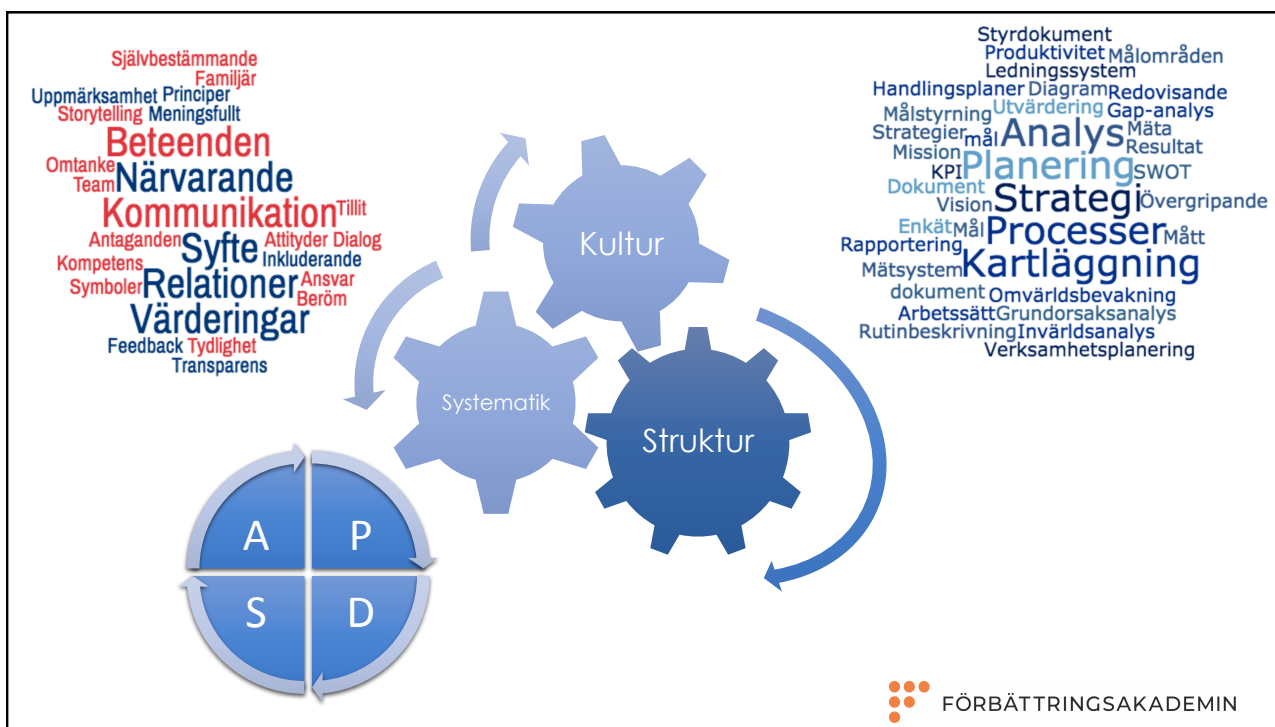 Självbestämmande
Familjär
Uppmärksamhet Principer
Storytelling Meningsfullt
Beteenden
Omtanke
Team Närvarande
Kommunikation Tillit
Antaganden Syfte Attityder Dialog
Kompetens Inkluderande
Symboler Relationer Ansvar
Beröm
Värderingar
Feedback Tydlighet
Transparens
Styrdokument
Produktivitet Målområden
Ledningssystem
Handlingsplaner Diagram Redovisande
Målstyrning Utvärdering Gap-analys
Strategier mål Analys Mäta
Mission Resultat
KPI Planering SWOT
Dokument
Vision Strategi Övergripande
Enkät Mål Processer Mått
Rapportering
Mätsystem Kartläggning
dokument Omvärldsbevakning
Arbetssätt Grundorsaksanalys
Rutinbeskrivning Invärldsanalys
Verksamhetsplanering
Kultur
Systematik
Struktur
A P
S D
FÖRBÄTTRINGSAKADEMIN